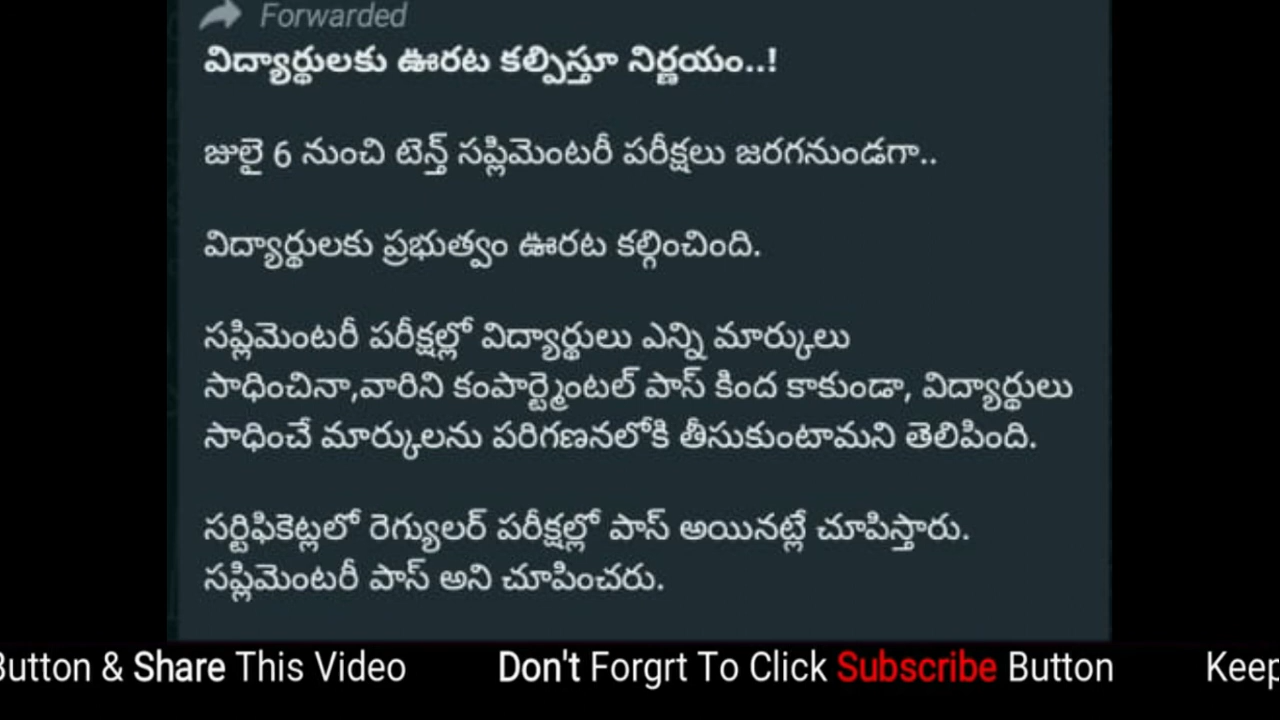 Forwarded
విద్యార్థులకు ఊరట కల్పిస్తూ నిర్ణయం..!
జులై 6 నుంచి టెన్త్ సప్లిమెంటరీ పరీక్షలు జరగనుండగా..
విద్యార్థులకు ప్రభుత్వం ఊరట కల్గించింది.
సప్లిమెంటరీ పరీక్షల్లో విద్యార్థులు ఎన్ని మార్కులు
సాధించినా,వారిని కంపార్ట్మెంటల్ పాస్ కింద కాకుండా, విద్యార్థులు
సాధించే మార్కులను పరిగణనలోకి తీసుకుంటామని తెలిపింది.
సర్టిఫికెట్లలో రెగ్యులర్ పరీక్షల్లో పాస్ అయినట్లే చూపిస్తారు.
సప్లిమెంటరీ పాస్ అని చూపించరు.
Button & Share This Video Don't Forgrt To Click Subscribe Button Keep